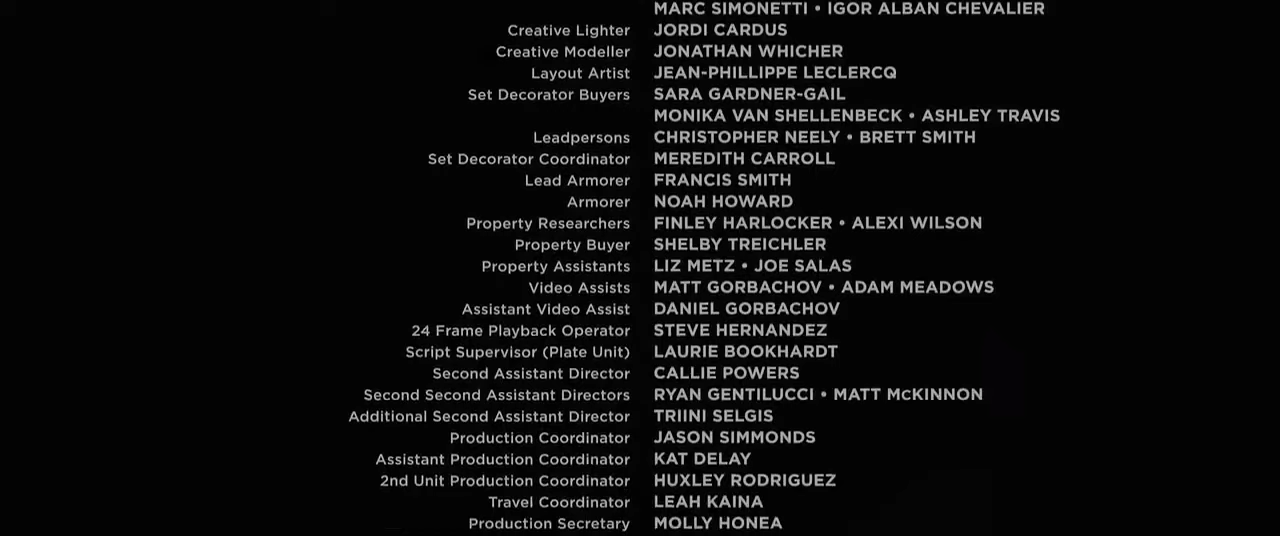 MARC SIMONETTI • IGOR ALBAN CHEVALIER
Creative Lighter JORDI CARDUS
Creative Modeller JONATHAN WHICHER
Layout Artist JEAN-PHILLIPPE LECLERCQ
Set Decorator Buyers SARA GARDNER-GAIL
MONIKA VAN SHELLENBECK • ASHLEY TRAVIS
Leadpersons CHRISTOPHER NEELY • BRETT SMITH
Set Decorator Coordinator MEREDITH CARROLL
Lead Armorer FRANCIS SMITH
Armorer NOAH HOWARD
Property Researchers FINLEY HARLOCKER • ALEXI WILSON
Property Buyer SHELBY TREICHLER
Property Assistants LIZ METZ • JOE SALAS
Video Assists MATT GORBACHOV • ADAM MEADOWS
Assistant Video Assist DANIEL GORBACHOV
24 Frame Playback Operator STEVE HERNANDEZ
Script Supervisor (Plate Unit) LAURIE BOOKHARDT
Second Assistant Director CALLIE POWERS
Second Second Assistant Directors RYAN GENTILUCCI • MATT McKINNON
Additional Second Assistant Director TRIINI SELGIS
Production Coordinator JASON SIMMONDS
Assistant Production Coordinator KAT DELAY
2nd Unit Production Coordinator HUXLEY RODRIGUEZ
Travel Coordinator LEAH KAINA
Production Secretary MOLLY HONEA